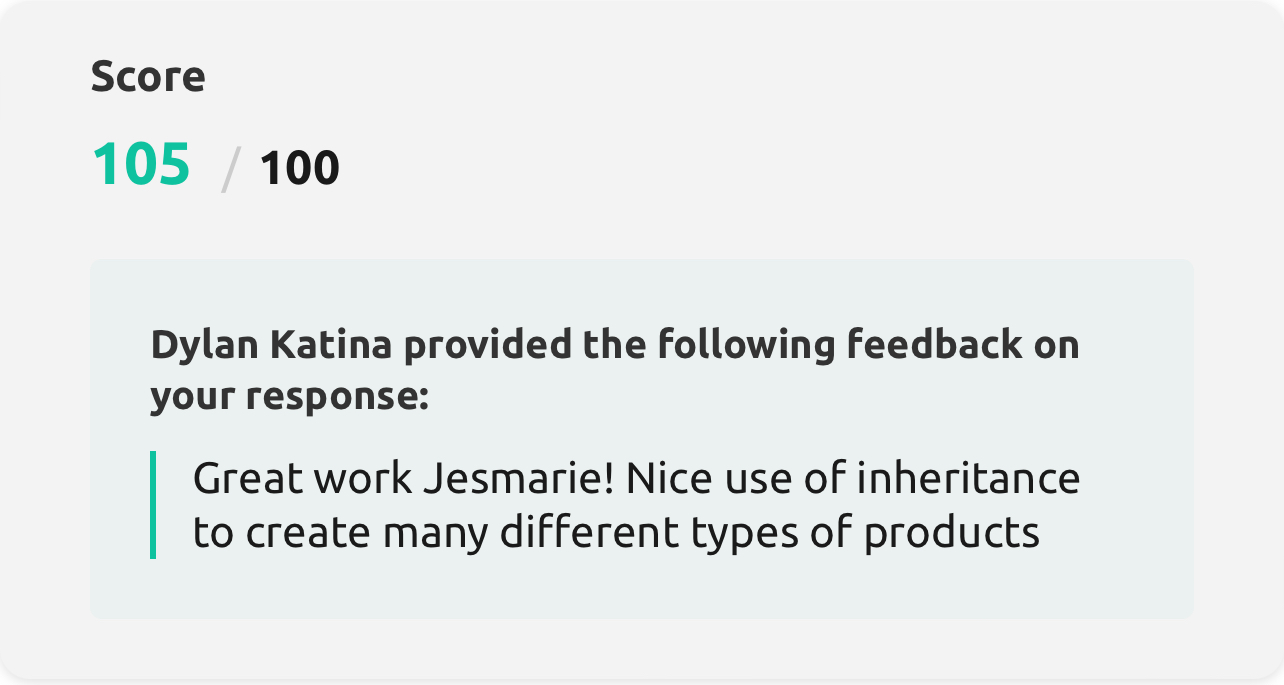 Score
105 / 100
Dylan Katina provided the following feedback on
your response:
Great work Jesmarie! Nice use of inheritance
to create many different types of products